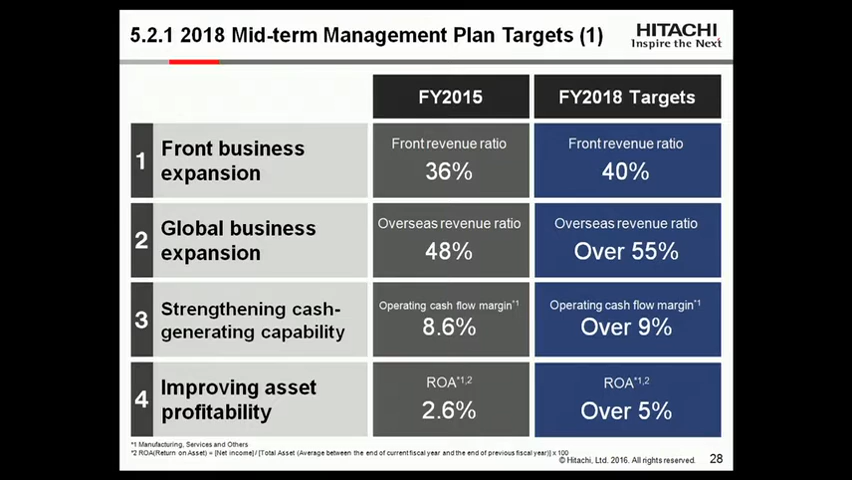 5.2.1 2018 Mid-term Management Plan Targets (1)
HITACHI
Inspire the Next
FY2015
FY2018 Targets
1
Front business
expansion
Front revenue ratio
36%
Front revenue ratio
40%
2
Global business
expansion
Overseas revenue ratio
48%
Overseas revenue ratio
Over 55%
3
Strengthening cash-
generating capability
Operating cash flow margin*1
8.6%
Operating cash flow margin*1
Over 9%
4
Improving asset
profitability
ROA*1,2
2.6%
ROA*1,2
Over 5%
*1 Manufacturing, Services and Others
*2 ROA(Return on Asset) = [Net income] / [Total Asset (Average between the end of current fiscal year and the end of previous fiscal year)] x 100
© Hitachi, Ltd. 2016. All rights reserved.
28